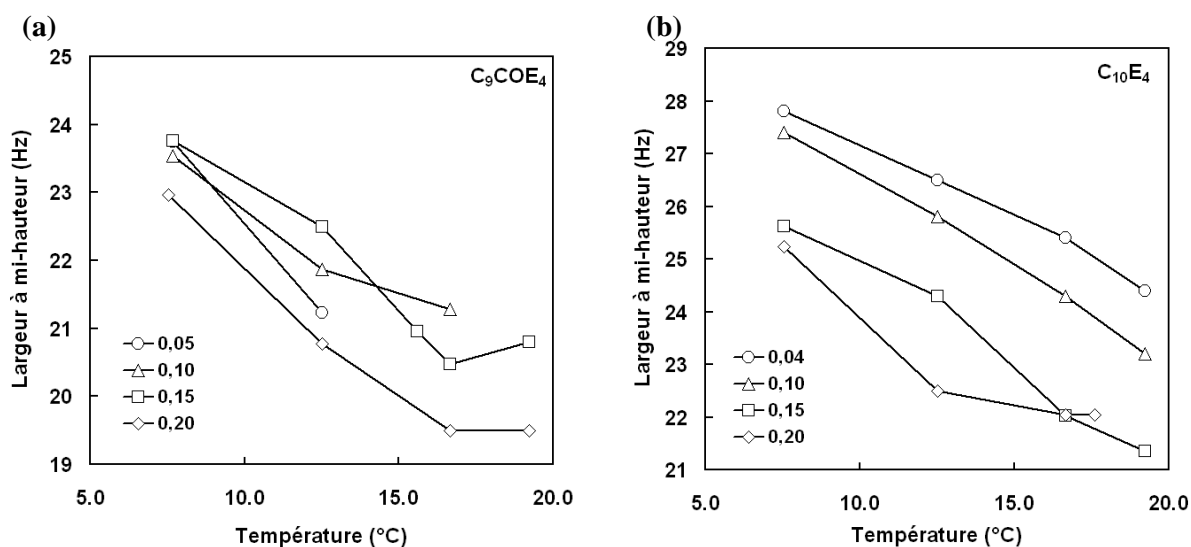 (a)
C₉COE₄
Largeur à mi-hauteur (Hz)
25
24
23
22
21
20
19
0,05
0,10
0,15
0,20
5.0 10.0 15.0 20.0
Température (°C)
(b)
C₁₀E₄
Largeur à mi-hauteur (Hz)
29
28
27
26
25
24
23
22
21
0,04
0,10
0,15
0,20
5.0 10.0 15.0 20.0
Température (°C)